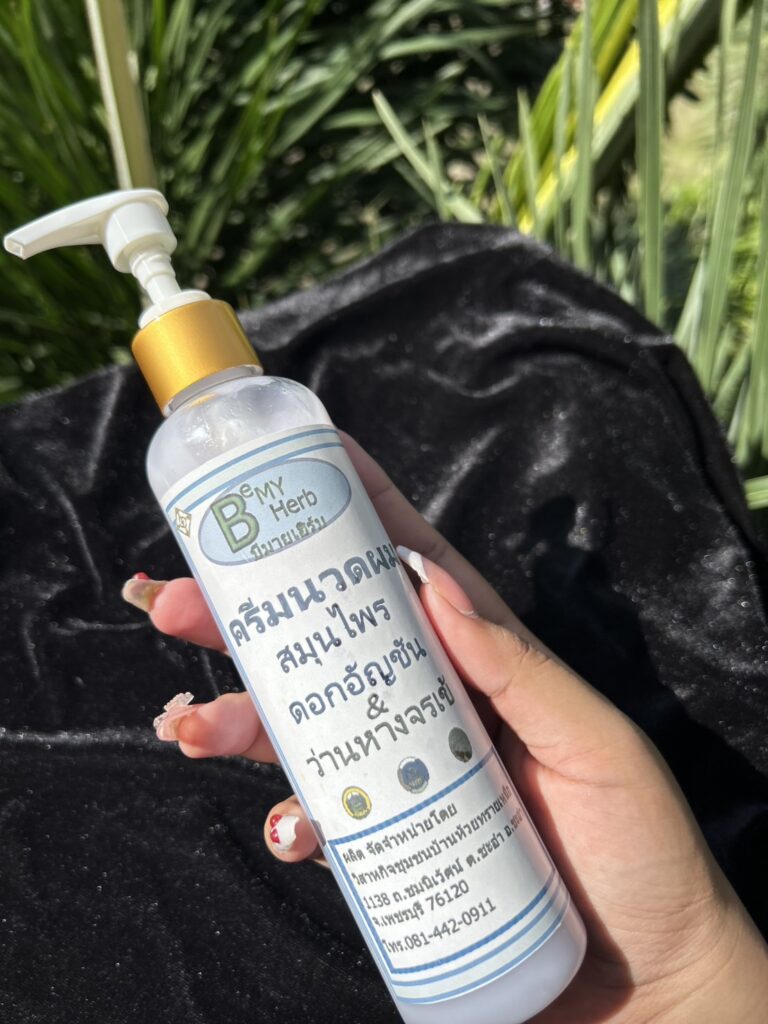 BeMY
Herb
บีมายเฮิร์บ
ครีมนวดผม
สมุนไพร
ดอกอัญชัน
&
ว่านหางจรเข้
ผลิต จัดจำหน่ายโดย
วิสาหกิจชุมชนบ้านห้วยทรายเหนือ
1138 ถ.ชมนิเวัศน์ ต.ชะอำ อ.ชะอำ
จ.เพชรบุรี 76120
โทร.081-442-0911